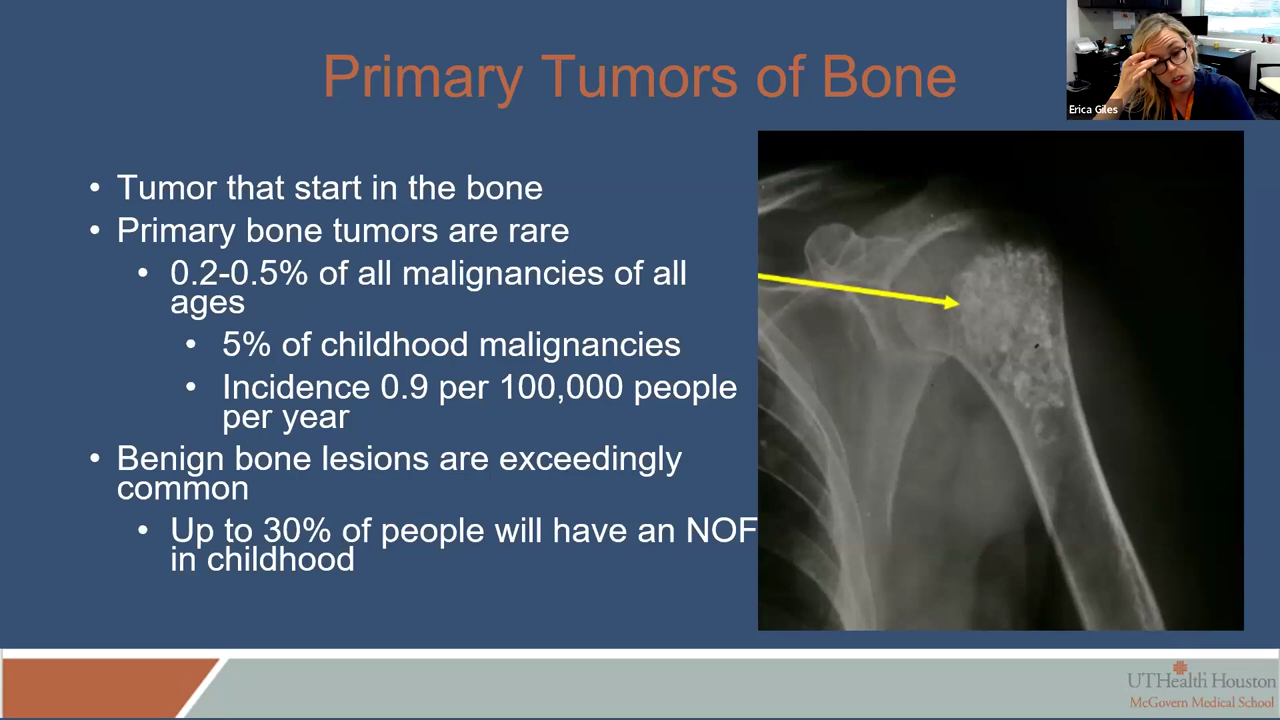 Primary Tumors of Bone
Erica Giles
• Tumor that start in the bone
• Primary bone tumors are rare
• 0.2-0.5% of all malignancies of all
ages
• 5% of childhood malignancies
• Incidence 0.9 per 100,000 people
per year
• Benign bone lesions are exceedingly
common
• Up to 30% of people will have an NOF
in childhood
UTHealth Houston
McGovern Medical School